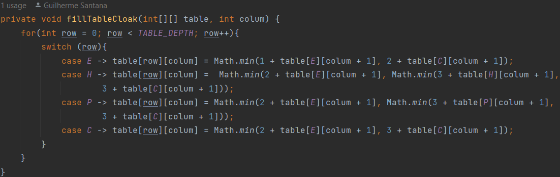 1 usage Guilherme Santana
private void fillTableCloak(int[][] table, int colum) {
for(int row = 0; row < TABLE_DEPTH; row++){
switch (row){
case E -> table[row][colum] = Math.min(1 + table[E][colum + 1], 2 + table[C][colum + 1]);
case H -> table[row][colum] = Math.min(2 + table[E][colum + 1], Math.min(3 + table[H][colum + 1],
3 + table[C][colum + 1]));
case P -> table[row][colum] = Math.min(2 + table[E][colum + 1], Math.min(3 + table[P][colum + 1],
3 + table[C][colum + 1]));
case C -> table[row][colum] = Math.min(2 + table[E][colum + 1], 3 + table[C][colum + 1]);
}
}
}